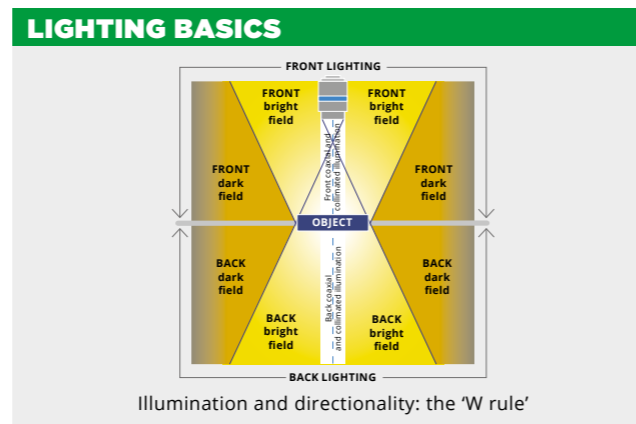 LIGHTING BASICS
FRONT LIGHTING
FRONT
bright
field
FRONT
bright
field
Front coaxial and
collimated illumination
FRONT
dark
field
FRONT
dark
field
OBJECT
BACK
dark
field
BACK
dark
field
Back coaxial
and collimated illumination
BACK
bright
field
BACK
bright
field
BACK LIGHTING
Illumination and directionality: the ‘W rule’